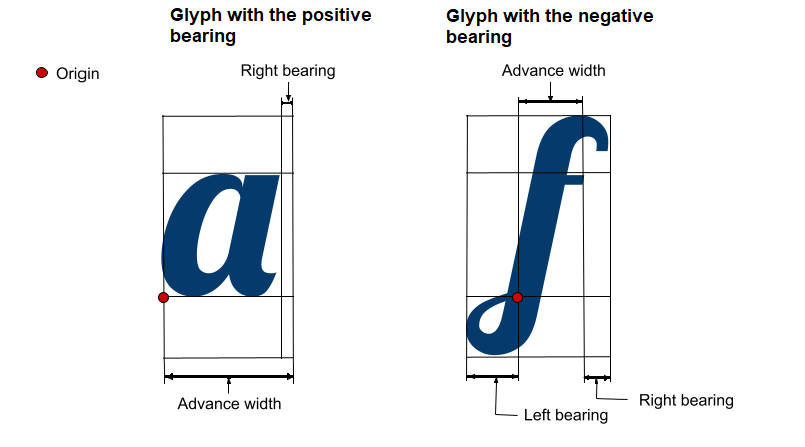 Glyph with the positive
bearing
Glyph with the negative
bearing
Origin
Right bearing
Advance width
a
f
Advance width
Left bearing
Right bearing